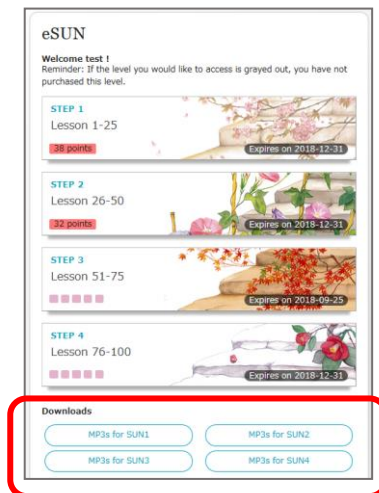 eSUN
Welcome test !
Reminder: If the level you would like to access is grayed out, you have not
purchased this level.
STEP 1
Lesson 1-25
38 points
Expires on 2018-12-31
STEP 2
Lesson 26-50
32 points
Expires on 2018-12-31
STEP 3
Lesson 51-75
Expires on 2018-09-25
STEP 4
Lesson 76-100
Expires on 2018-12-31
Downloads
MP3s for SUN1
MP3s for SUN2
MP3s for SUN3
MP3s for SUN4